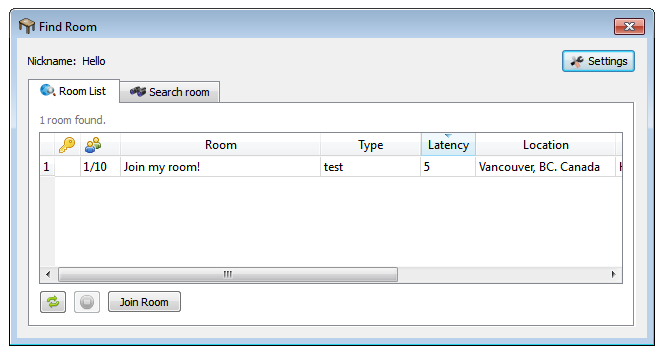 Find Room
Nickname: Hello
Settings
Room List
Search room
1 room found.
Room Type Latency Location
1 1/10 Join my room! test 5 Vancouver, BC. Canada
Join Room